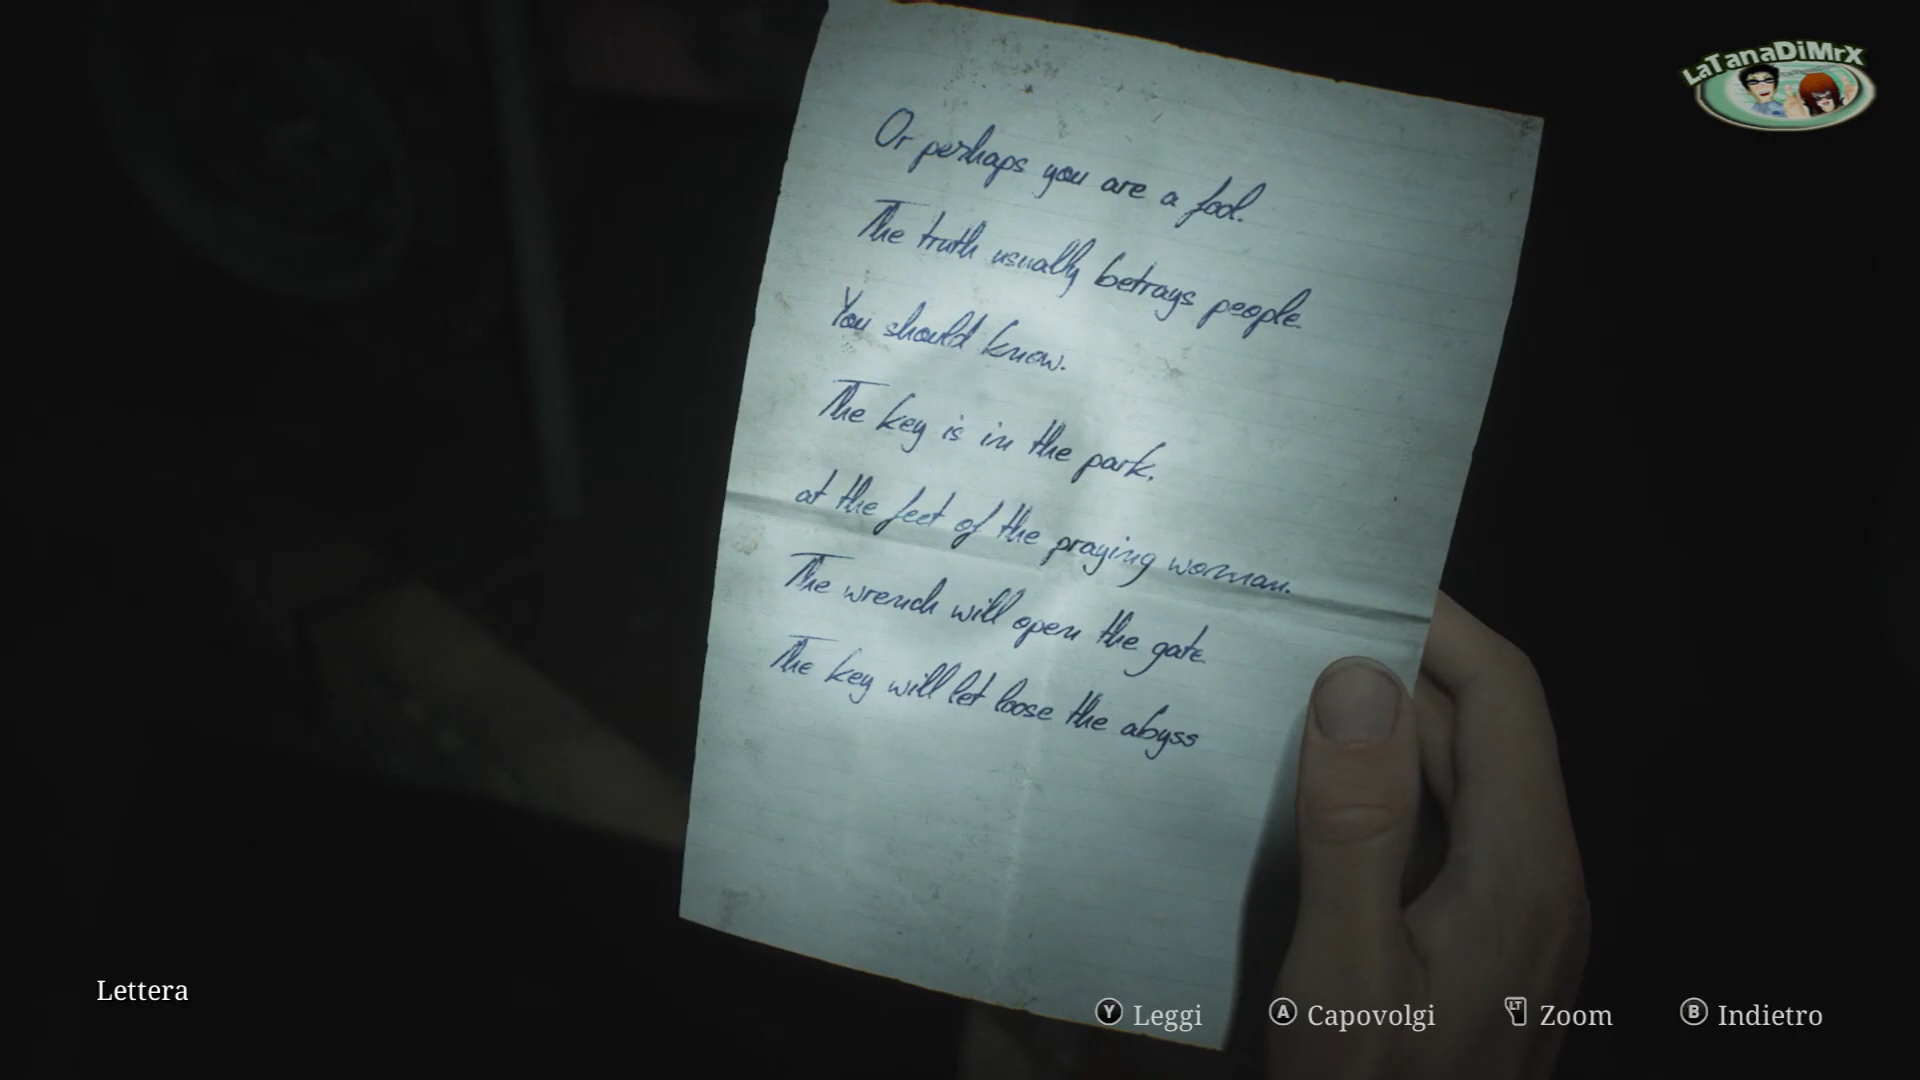 LaTanaDiMrX
Or perhaps you are a fool.
The truth usually betrays people.
You should know.
The key is in the park,
at the feet of the praying woman.
The wrench will open the gate.
The key will let loose the abyss
Lettera
Y Leggi
A Capovolgi
LT Zoom
B Indietro